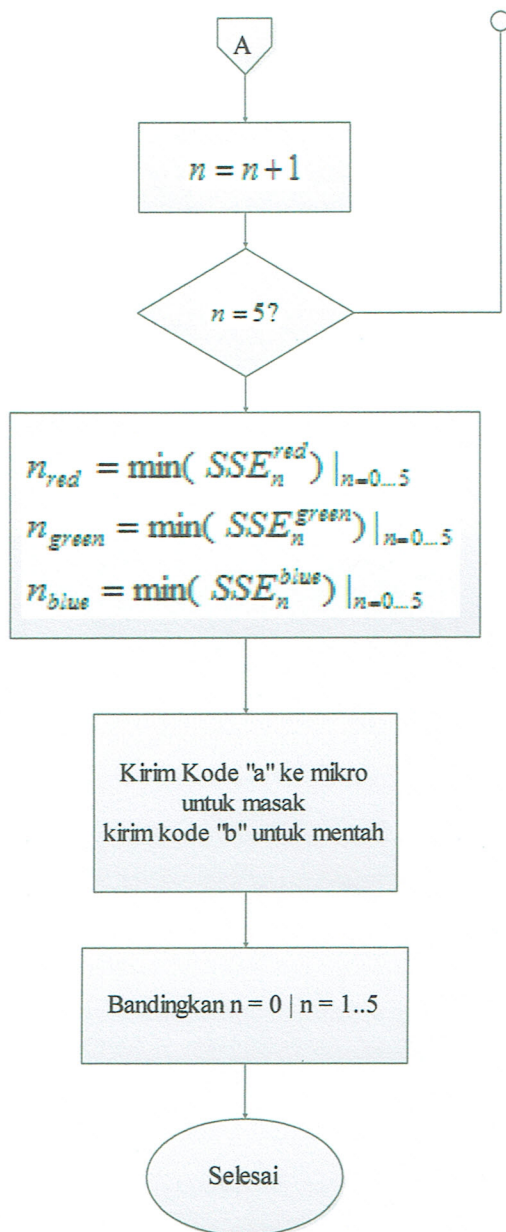 A
n = n + 1
n = 5?
n_red = min( SSE_n^red) |_n=0...5
n_green = min( SSE_n^green) |_n=0...5
n_blue = min( SSE_n^blue) |_n=0...5
Kirim Kode "a" ke mikro
untuk masak
kirim kode "b" untuk mentah
Bandingkan n = 0 | n = 1..5
Selesai